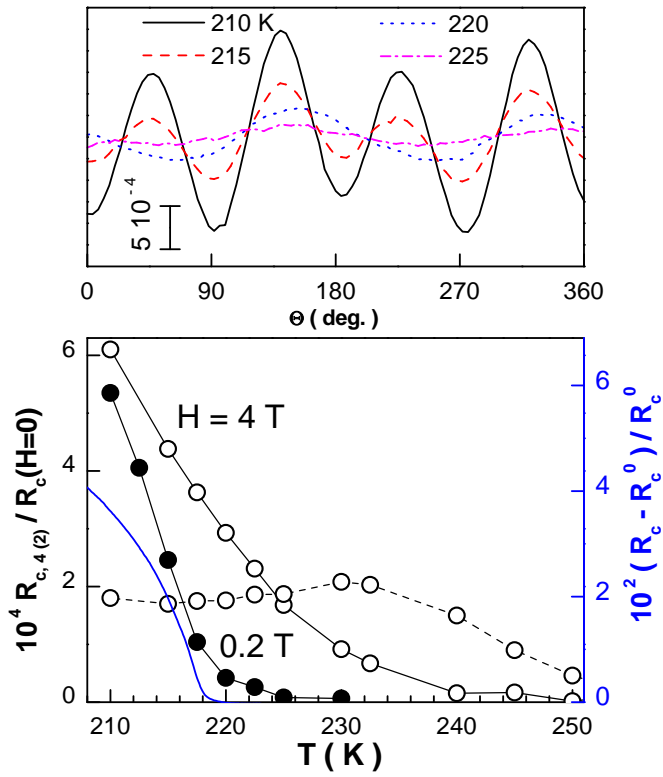 210 K 220
215 225
5 10⁻⁴
0 90 180 270 360
Θ ( deg. )
6 6
H = 4 T
4 4
2 2
0.2 T
0 0
210 220 230 240 250
T ( K )
10⁴ R_c, 4 (2) / R_c(H=0)
10² ( R_c - R_c⁰ ) / R_c⁰